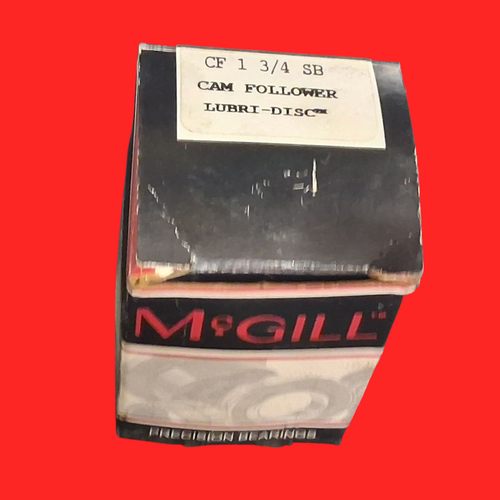 CF 1 3/4 SB
CAM FOLLOWER
LUBRI-DISC™
McGILL
PRECISION BEARINGS